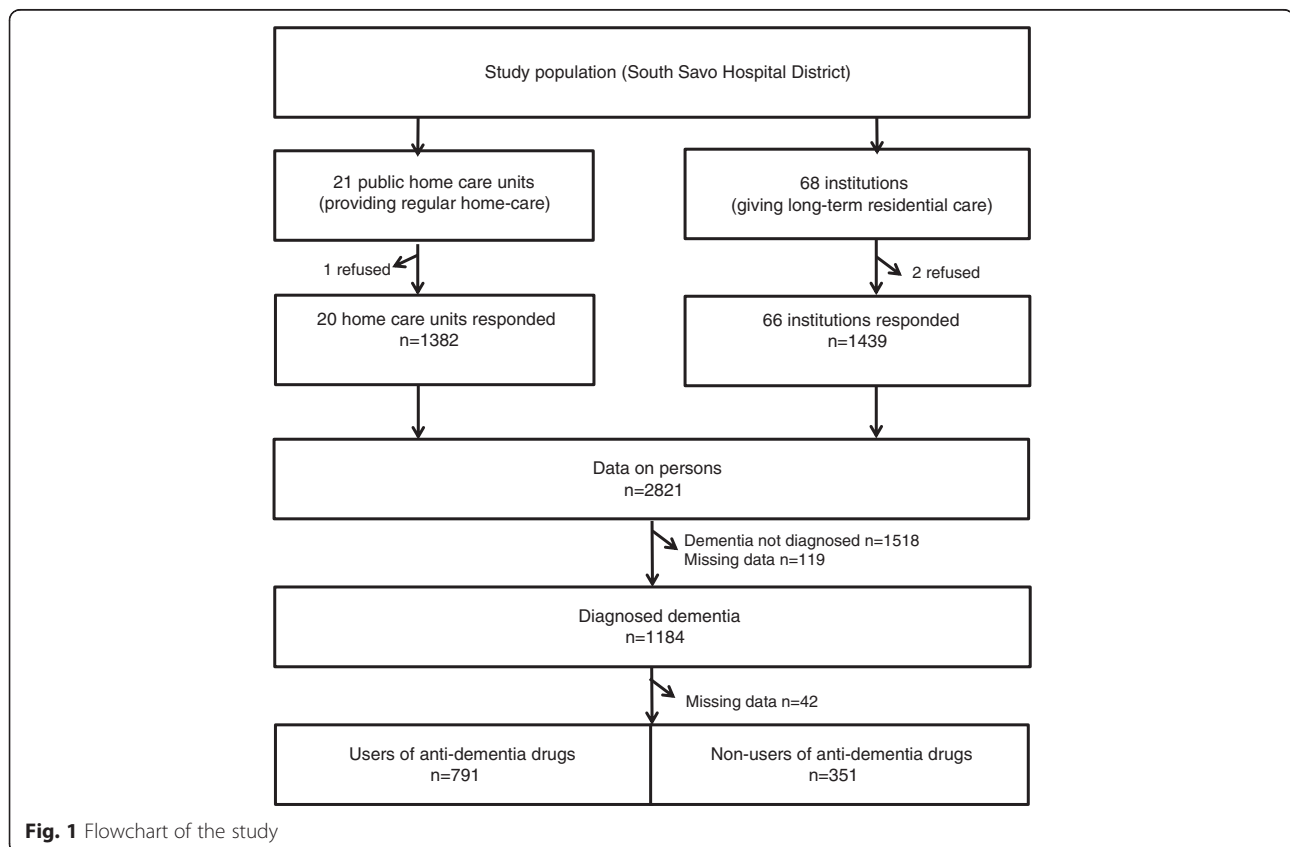 Study population (South Savo Hospital District)
21 public home care units
(providing regular home-care)
68 institutions
(giving long-term residential care)
1 refused
2 refused
20 home care units responded
n=1382
66 institutions responded
n=1439
Data on persons
n=2821
Dementia not diagnosed n=1518
Missing data n=119
Diagnosed dementia
n=1184
Missing data n=42
Users of anti-dementia drugs
n=791
Non-users of anti-dementia drugs
n=351
Fig. 1 Flowchart of the study